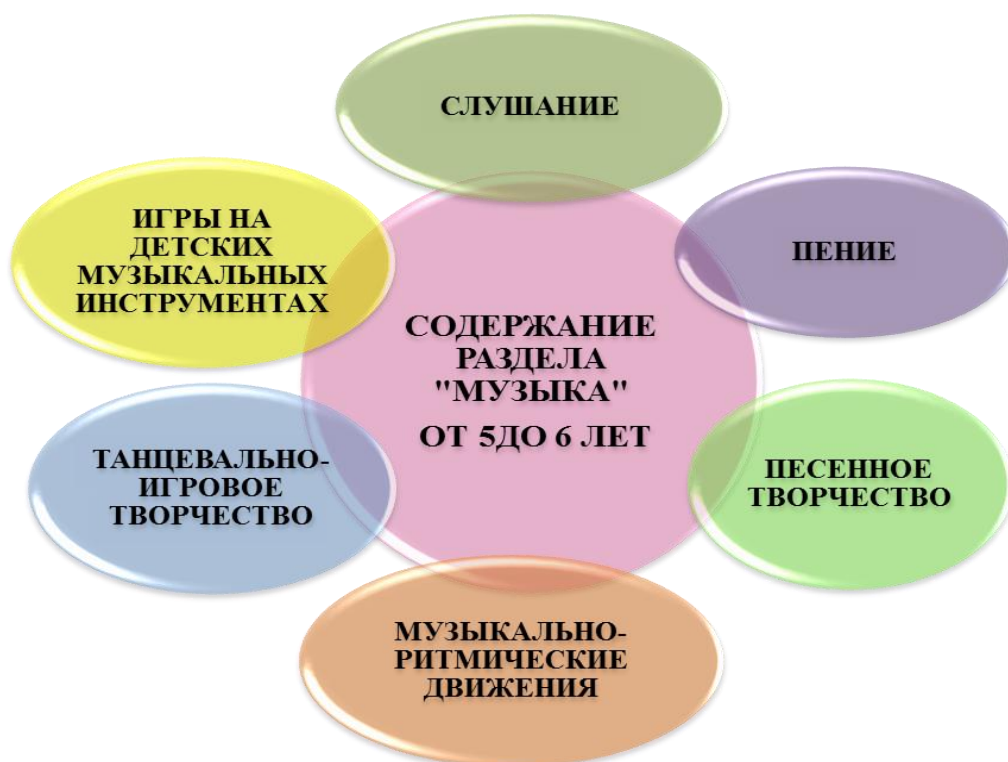 СЛУШАНИЕ
ИГРЫ НА
ДЕТСКИХ
МУЗЫКАЛЬНЫХ
ИНСТРУМЕНТАХ
ПЕНИЕ
СОДЕРЖАНИЕ
РАЗДЕЛА
"МУЗЫКА"
ОТ 5ДО 6 ЛЕТ
ТАНЦЕВАЛЬНО-
ИГРОВОЕ
ТВОРЧЕСТВО
ПЕСЕННОЕ
ТВОРЧЕСТВО
МУЗЫКАЛЬНО-
РИТМИЧЕСКИЕ
ДВИЖЕНИЯ